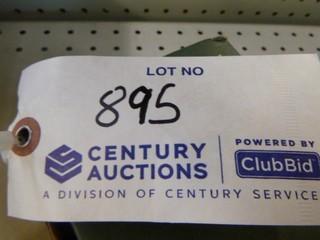 LOT NO
895
CENTURY AUCTIONS
POWERED BY
ClubBid
A DIVISION OF CENTURY SERVICE